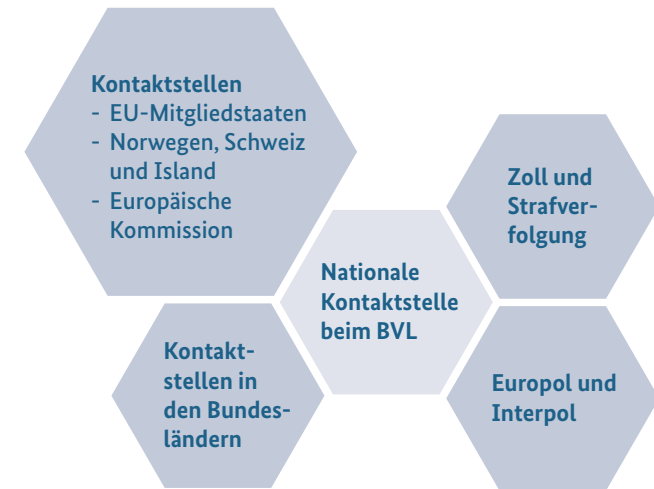 Kontaktstellen
- EU-Mitgliedstaaten
- Norwegen, Schweiz
und Island
- Europäische
Kommission
Zoll und
Strafver-
folgung
Nationale
Kontaktstelle
beim BVL
Kontakt-
stellen in
den Bundes-
ländern
Europol und
Interpol